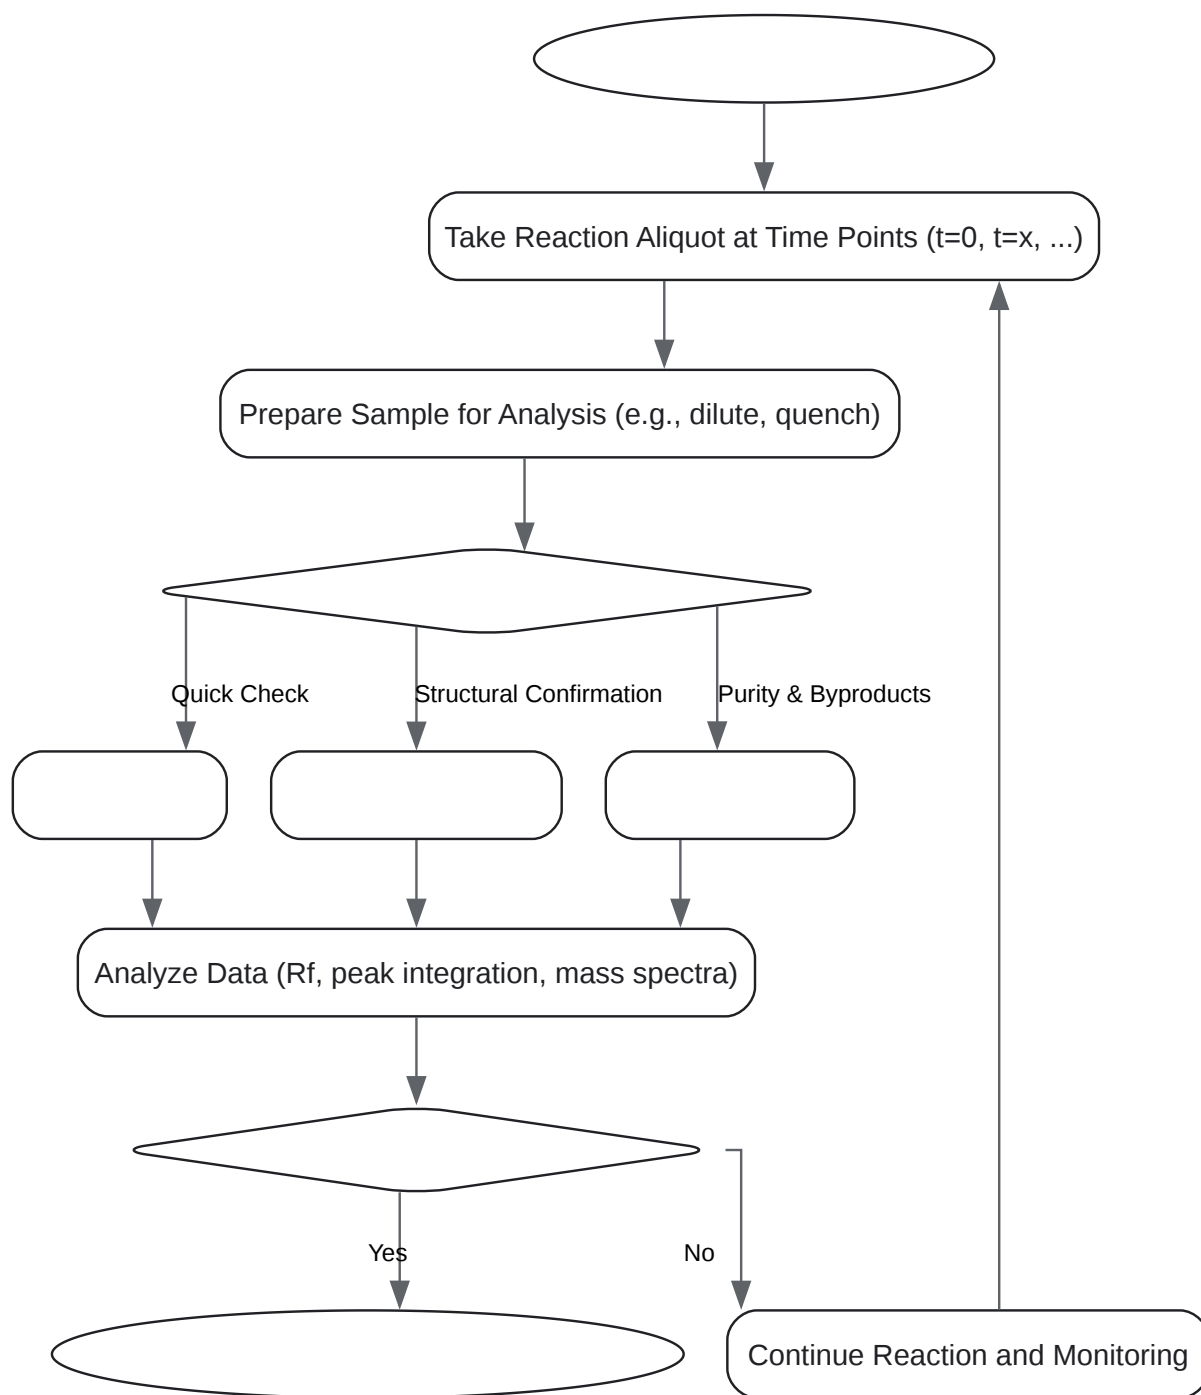 Take Reaction Aliquot at Time Points (t=0, t=x, ...)
Prepare Sample for Analysis (e.g., dilute, quench)
Quick Check
Structural Confirmation
Purity & Byproducts
Analyze Data (Rf, peak integration, mass spectra)
Yes
No
Continue Reaction and Monitoring